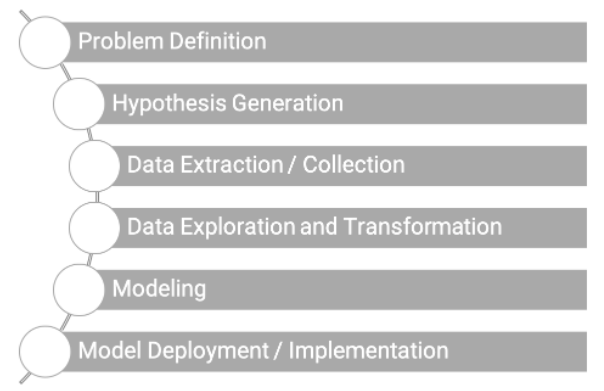 Problem Definition
Hypothesis Generation
Data Extraction / Collection
Data Exploration and Transformation
Modeling
Model Deployment / Implementation